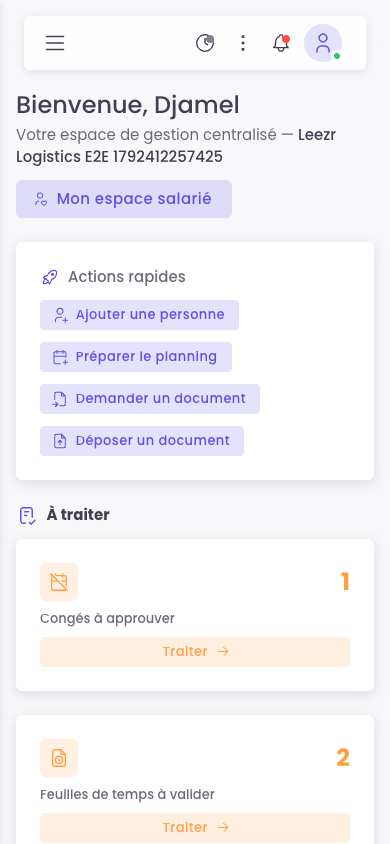 Bienvenue, Djamel
Votre espace de gestion centralisé — Leezr
Logistics E2E 1792412257425
Mon espace salarié
Actions rapides
Ajouter une personne
Préparer le planning
Demander un document
Déposer un document
À traiter
1
Congés à approuver
Traiter →
2
Feuilles de temps à valider
Traiter →